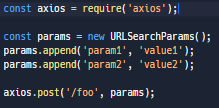 const axios = require('axios');
const params = new URLSearchParams();
params.append('param1', 'value1');
params.append('param2', 'value2');
axios.post('/foo', params);